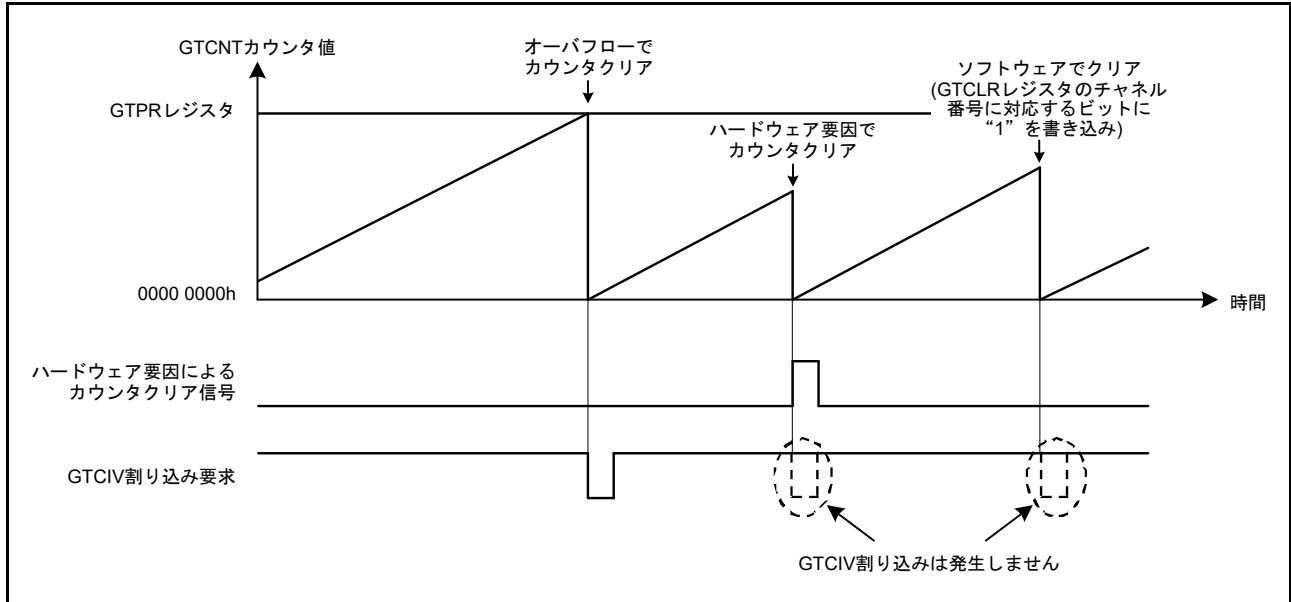 GTCNTカウンタ値
オーバフローで
カウンタクリア
ソフトウェアでクリア
(GTCLRレジスタのチャネル
番号に対応するビットに
“1”を書き込み)
GTPRレジスタ
ハードウェア要因で
カウンタクリア
0000 0000h
時間
ハードウェア要因による
カウンタクリア信号
GTCIV割り込み要求
GTCIV割り込みは発生しません